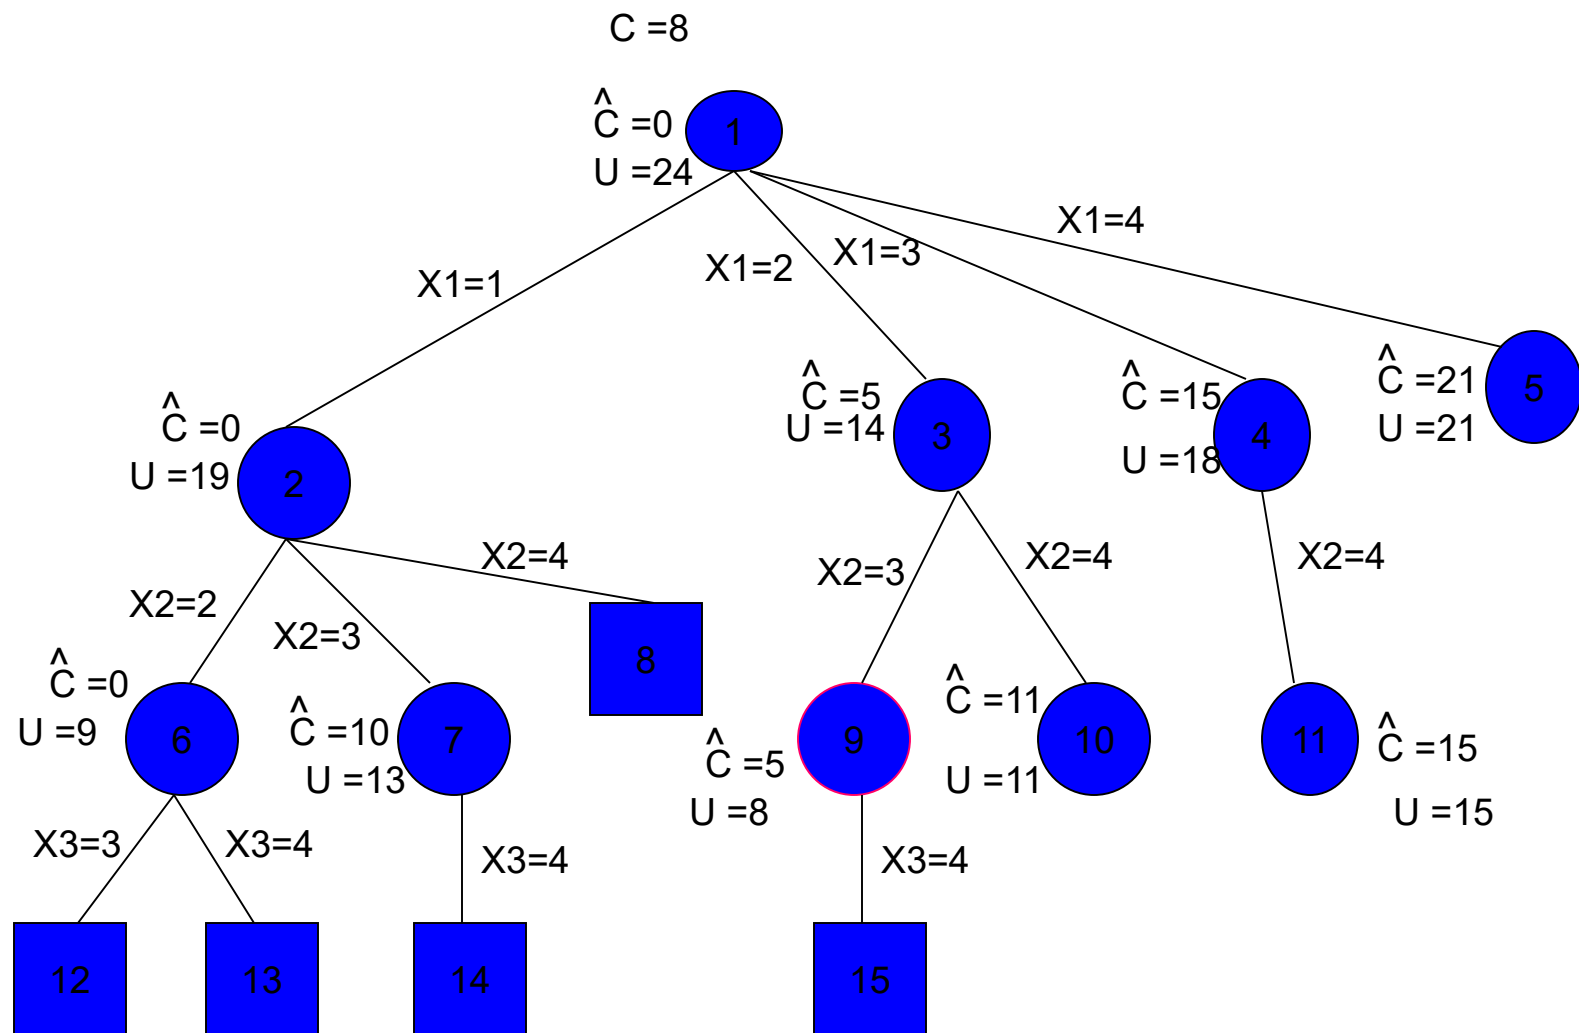 C =8
^
C =0
U =24
1
X1=1
X1=2
X1=3
X1=4
^
C =0
U =19
2
^
C =5
U =14
3
^
C =15
U =18
4
^
C =21
U =21
5
X2=2
X2=3
X2=4
X2=3
X2=4
X2=4
^
C =0
U =9
6
^
C =10
U =13
7
8
^
C =5
U =8
9
^
C =11
U =11
10
11
^
C =15
U =15
X3=3
X3=4
X3=4
X3=4
12
13
14
15